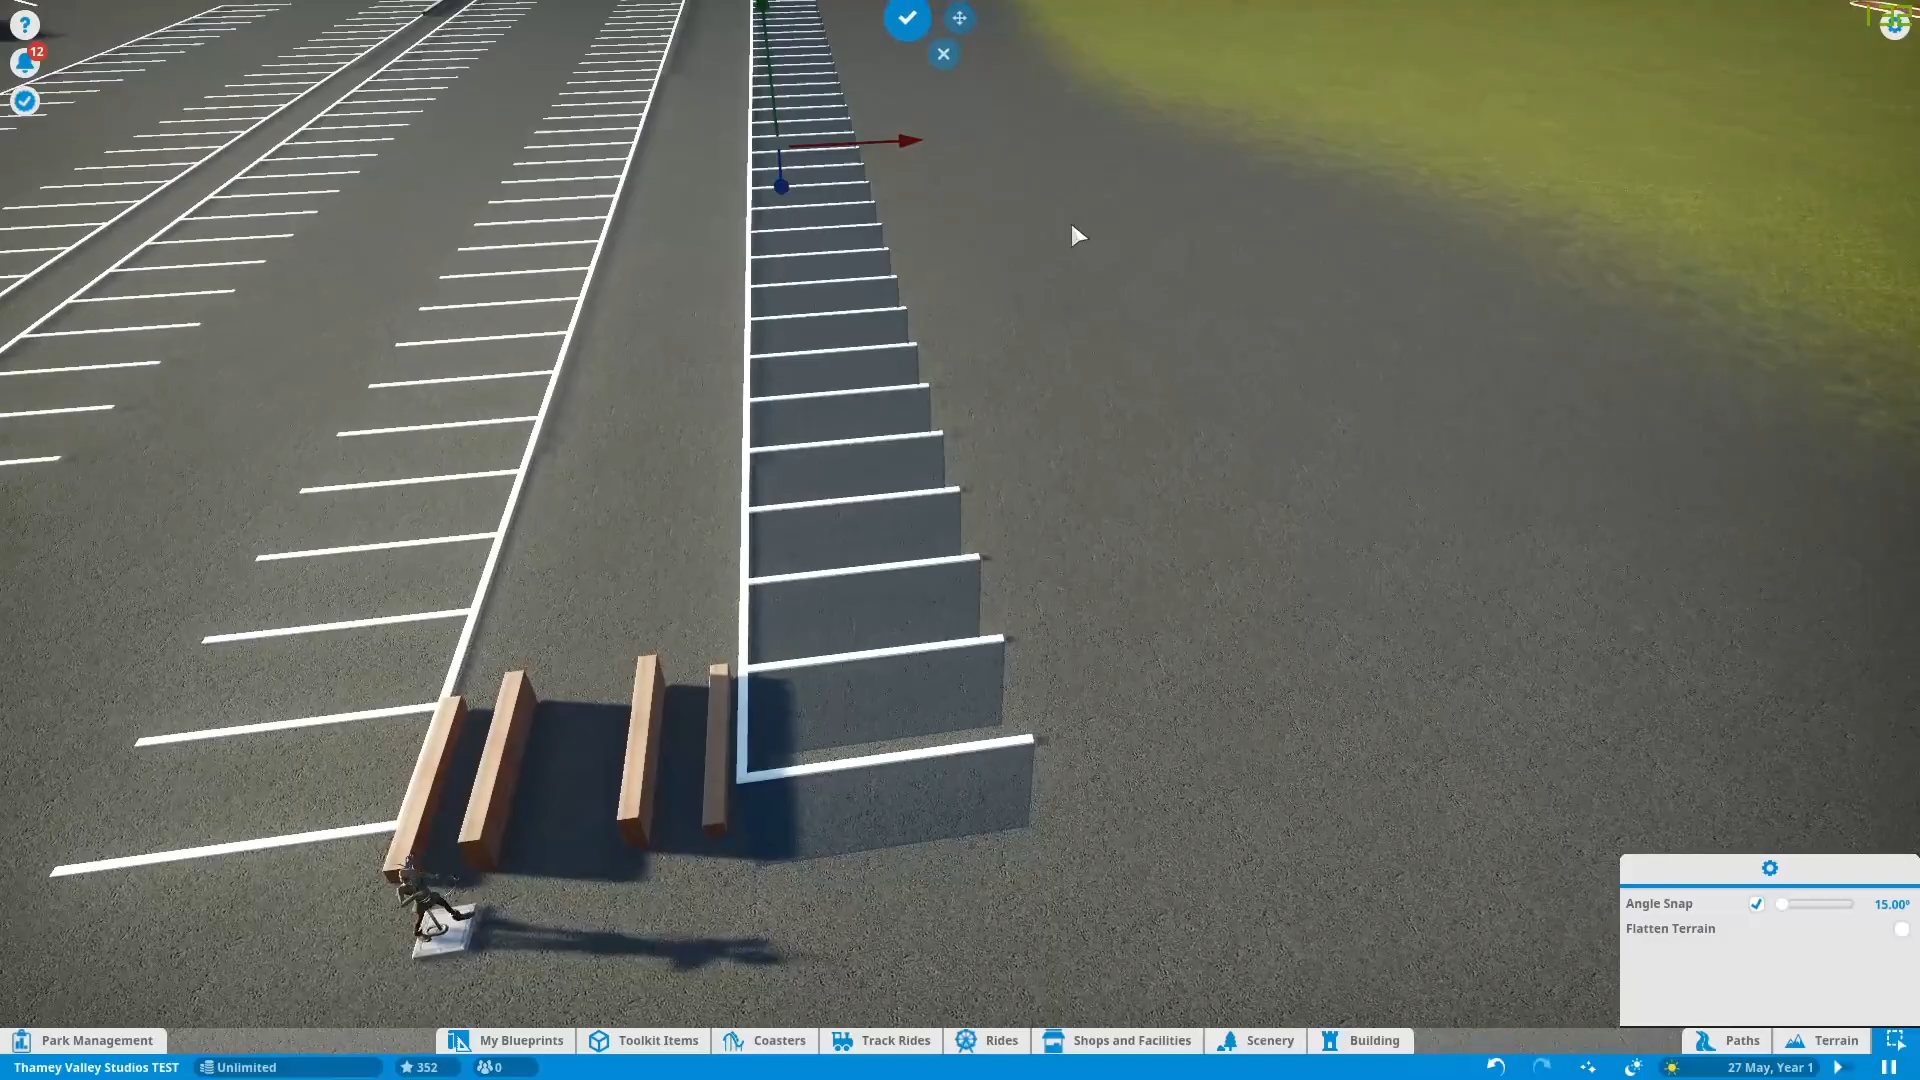 ?
12
Angle Snap 15.00°
Flatten Terrain
Park Management
My Blueprints
Toolkit Items
Coasters
Track Rides
Rides
Shops and Facilities
Scenery
Building
Paths
Terrain
Thamey Valley Studios TEST
Unlimited
352
0
27 May, Year 1